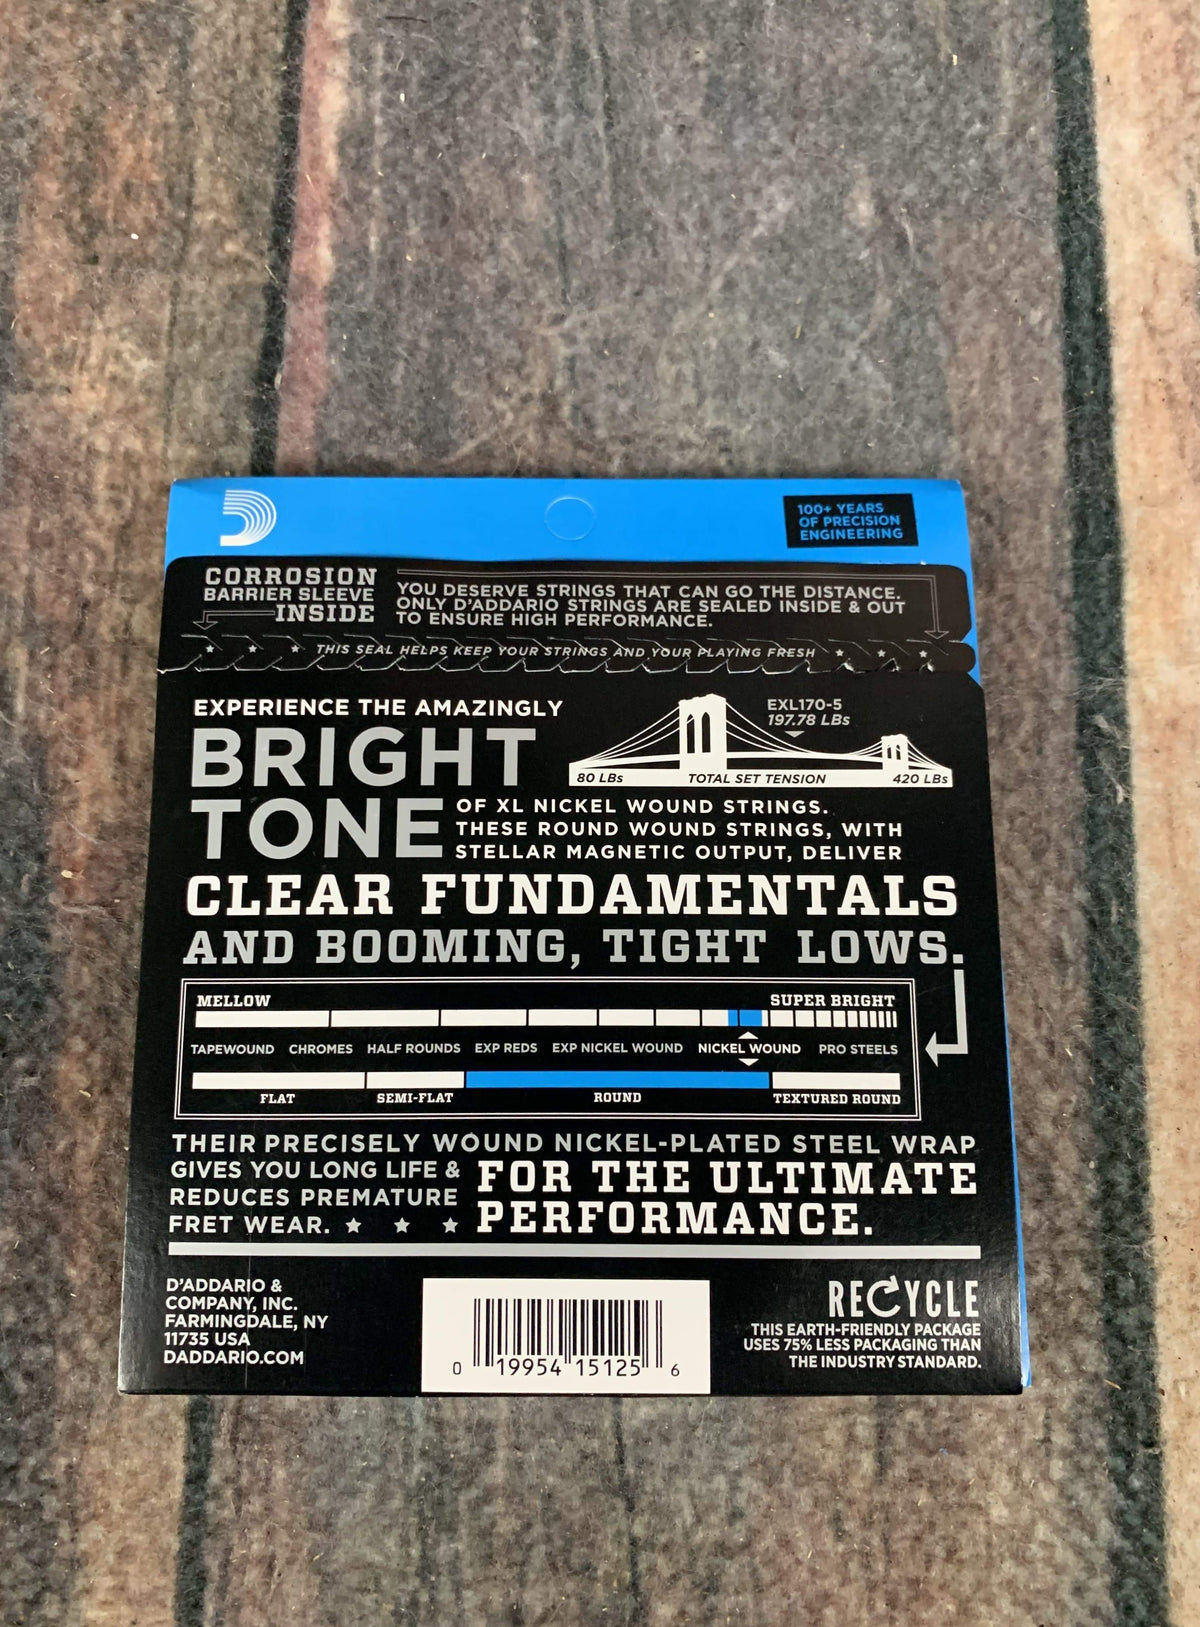 100+ YEARS
OF PRECISION
ENGINEERING
CORROSION
BARRIER SLEEVE
INSIDE
YOU DESERVE STRINGS THAT CAN GO THE DISTANCE.
ONLY D'ADDARIO STRINGS ARE SEALED INSIDE & OUT
TO ENSURE HIGH PERFORMANCE.
THIS SEAL HELPS KEEP YOUR STRINGS AND YOUR PLAYING FRESH
EXPERIENCE THE AMAZINGLY
BRIGHT
TONE
EXL170-5
197.78 LBs
80 LBs TOTAL SET TENSION 420 LBs
OF XL NICKEL WOUND STRINGS.
THESE ROUND WOUND STRINGS, WITH
STELLAR MAGNETIC OUTPUT, DELIVER
CLEAR FUNDAMENTALS
AND BOOMING, TIGHT LOWS.
MELLOW SUPER BRIGHT
TAPEWOUND CHROMES HALF ROUNDS EXP REDS EXP NICKEL WOUND NICKEL WOUND PRO STEELS
FLAT SEMI-FLAT ROUND TEXTURED ROUND
THEIR PRECISELY WOUND NICKEL-PLATED STEEL WRAP
GIVES YOU LONG LIFE &
REDUCES PREMATURE
FRET WEAR.
FOR THE ULTIMATE
PERFORMANCE.
D'ADDARIO &
COMPANY, INC.
FARMINGDALE, NY
11735 USA
DADDARIO.COM
0 19954 15125 6
RECYCLE
THIS EARTH-FRIENDLY PACKAGE
USES 75% LESS PACKAGING THAN
THE INDUSTRY STANDARD.